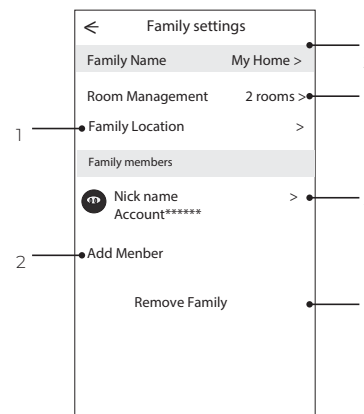 < Family settings
Family Name My Home >
Room Management 2 rooms >
1 Family Location >
Family members
Nick name >
Account******
2 Add Menber
Remove Family